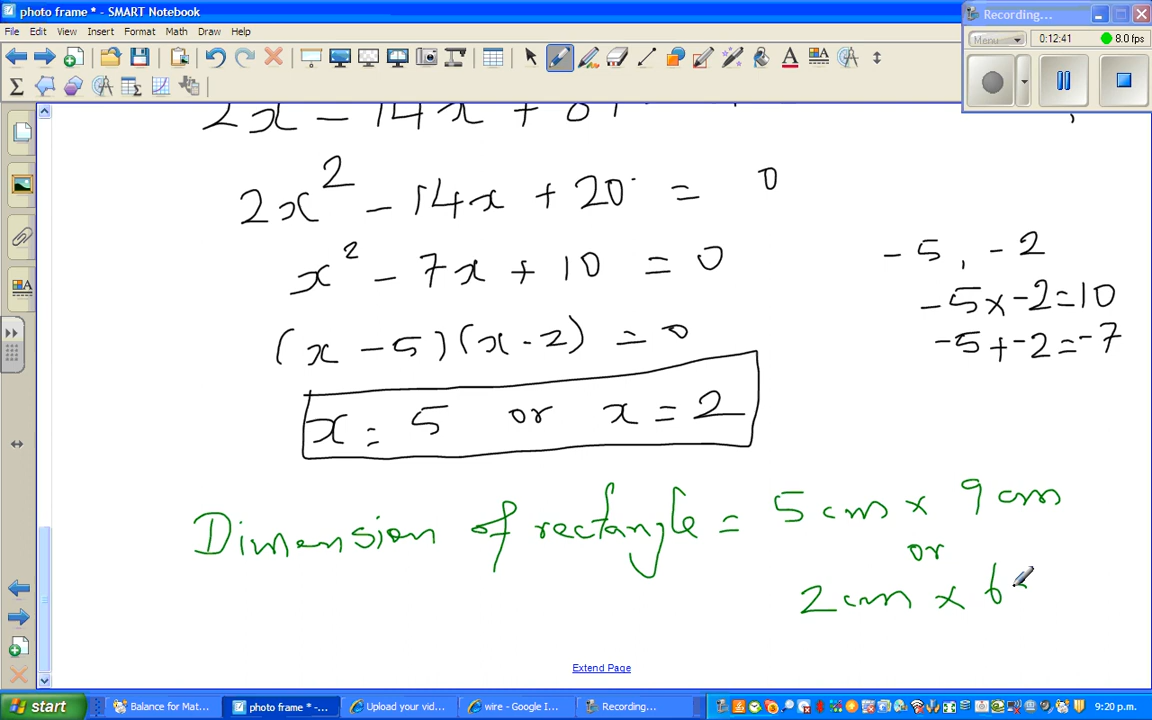 photo frame * - SMART Notebook
Recording...
File Edit View Insert Format Math Draw Help
Menu
0:12:41
8.0 fps
2x² - 14x + 20 = 0
x² - 7x + 10 = 0
-5, -2
-5 x -2 = 10
(x - 5)(x - 2) = 0
-5 + -2 = -7
x = 5 or x = 2
Dimension of rectangle = 5 cm x 9 cm
or
2 cm x 6
Extend Page
start
Balance for Mat...
photo frame * -...
Upload your vid...
wire - Google I...
Recording...
9:20 p.m.